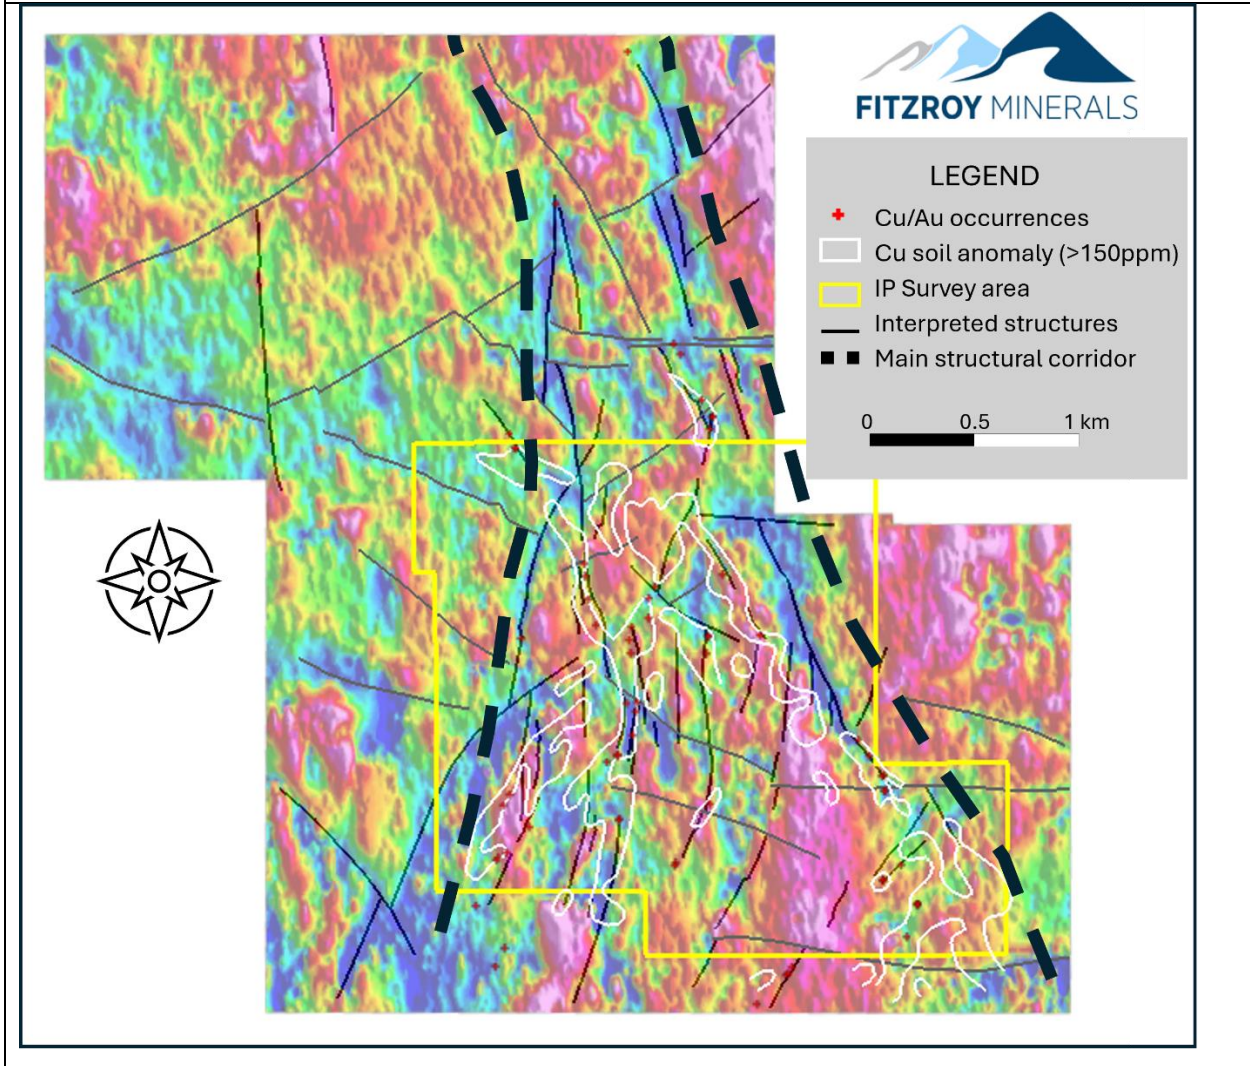 FITZROY MINERALS
LEGEND
Cu/Au occurrences
Cu soil anomaly (>150ppm)
IP Survey area
Interpreted structures
Main structural corridor
0 0.5 1 km